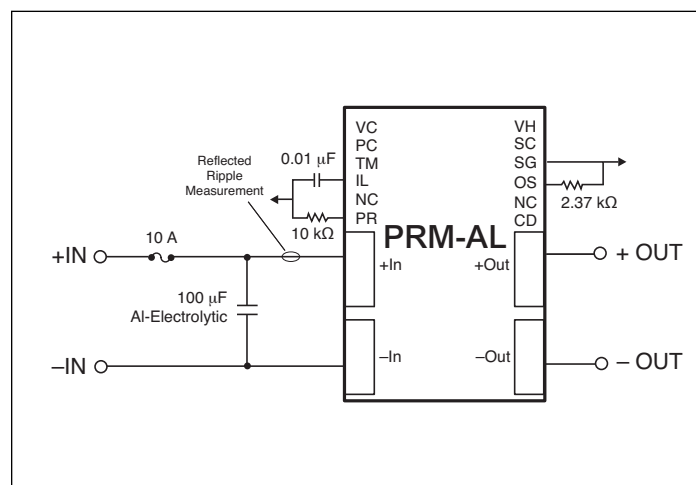 Reflected
Ripple
Measurement
0.01 μF
10 kΩ
10 A
+IN
100 μF
Al-Electrolytic
–IN
VC
PC
TM
IL
NC
PR
PRM-AL
+In
–In
VH
SC
SG
OS
NC
CD
+Out
–Out
2.37 kΩ
+ OUT
– OUT